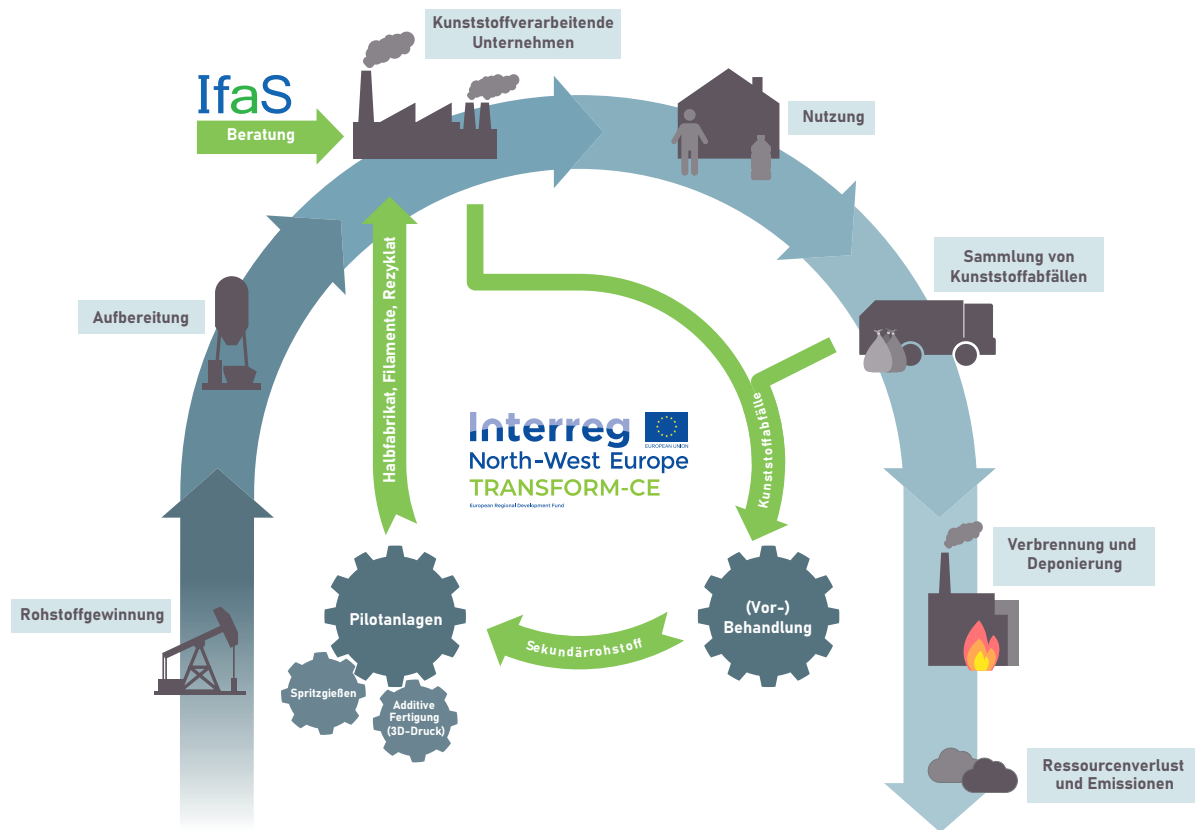 Kunststoffverarbeitende
Unternehmen
IfaS
Beratung
Nutzung
Sammlung von
Kunststoffabfällen
Aufbereitung
Halbfabrikat, Filamente, Rezyklat
Kunststoffabfälle
Interreg
EUROPEAN UNION
North-West Europe
TRANSFORM-CE
European Regional Development Fund
Verbrennung und
Deponierung
Rohstoffgewinnung
Pilotanlagen
(Vor-)
Behandlung
Sekundärrohstoff
Spritzgießen
Additive
Fertigung
(3D-Druck)
Ressourcenverlust
und Emissionen